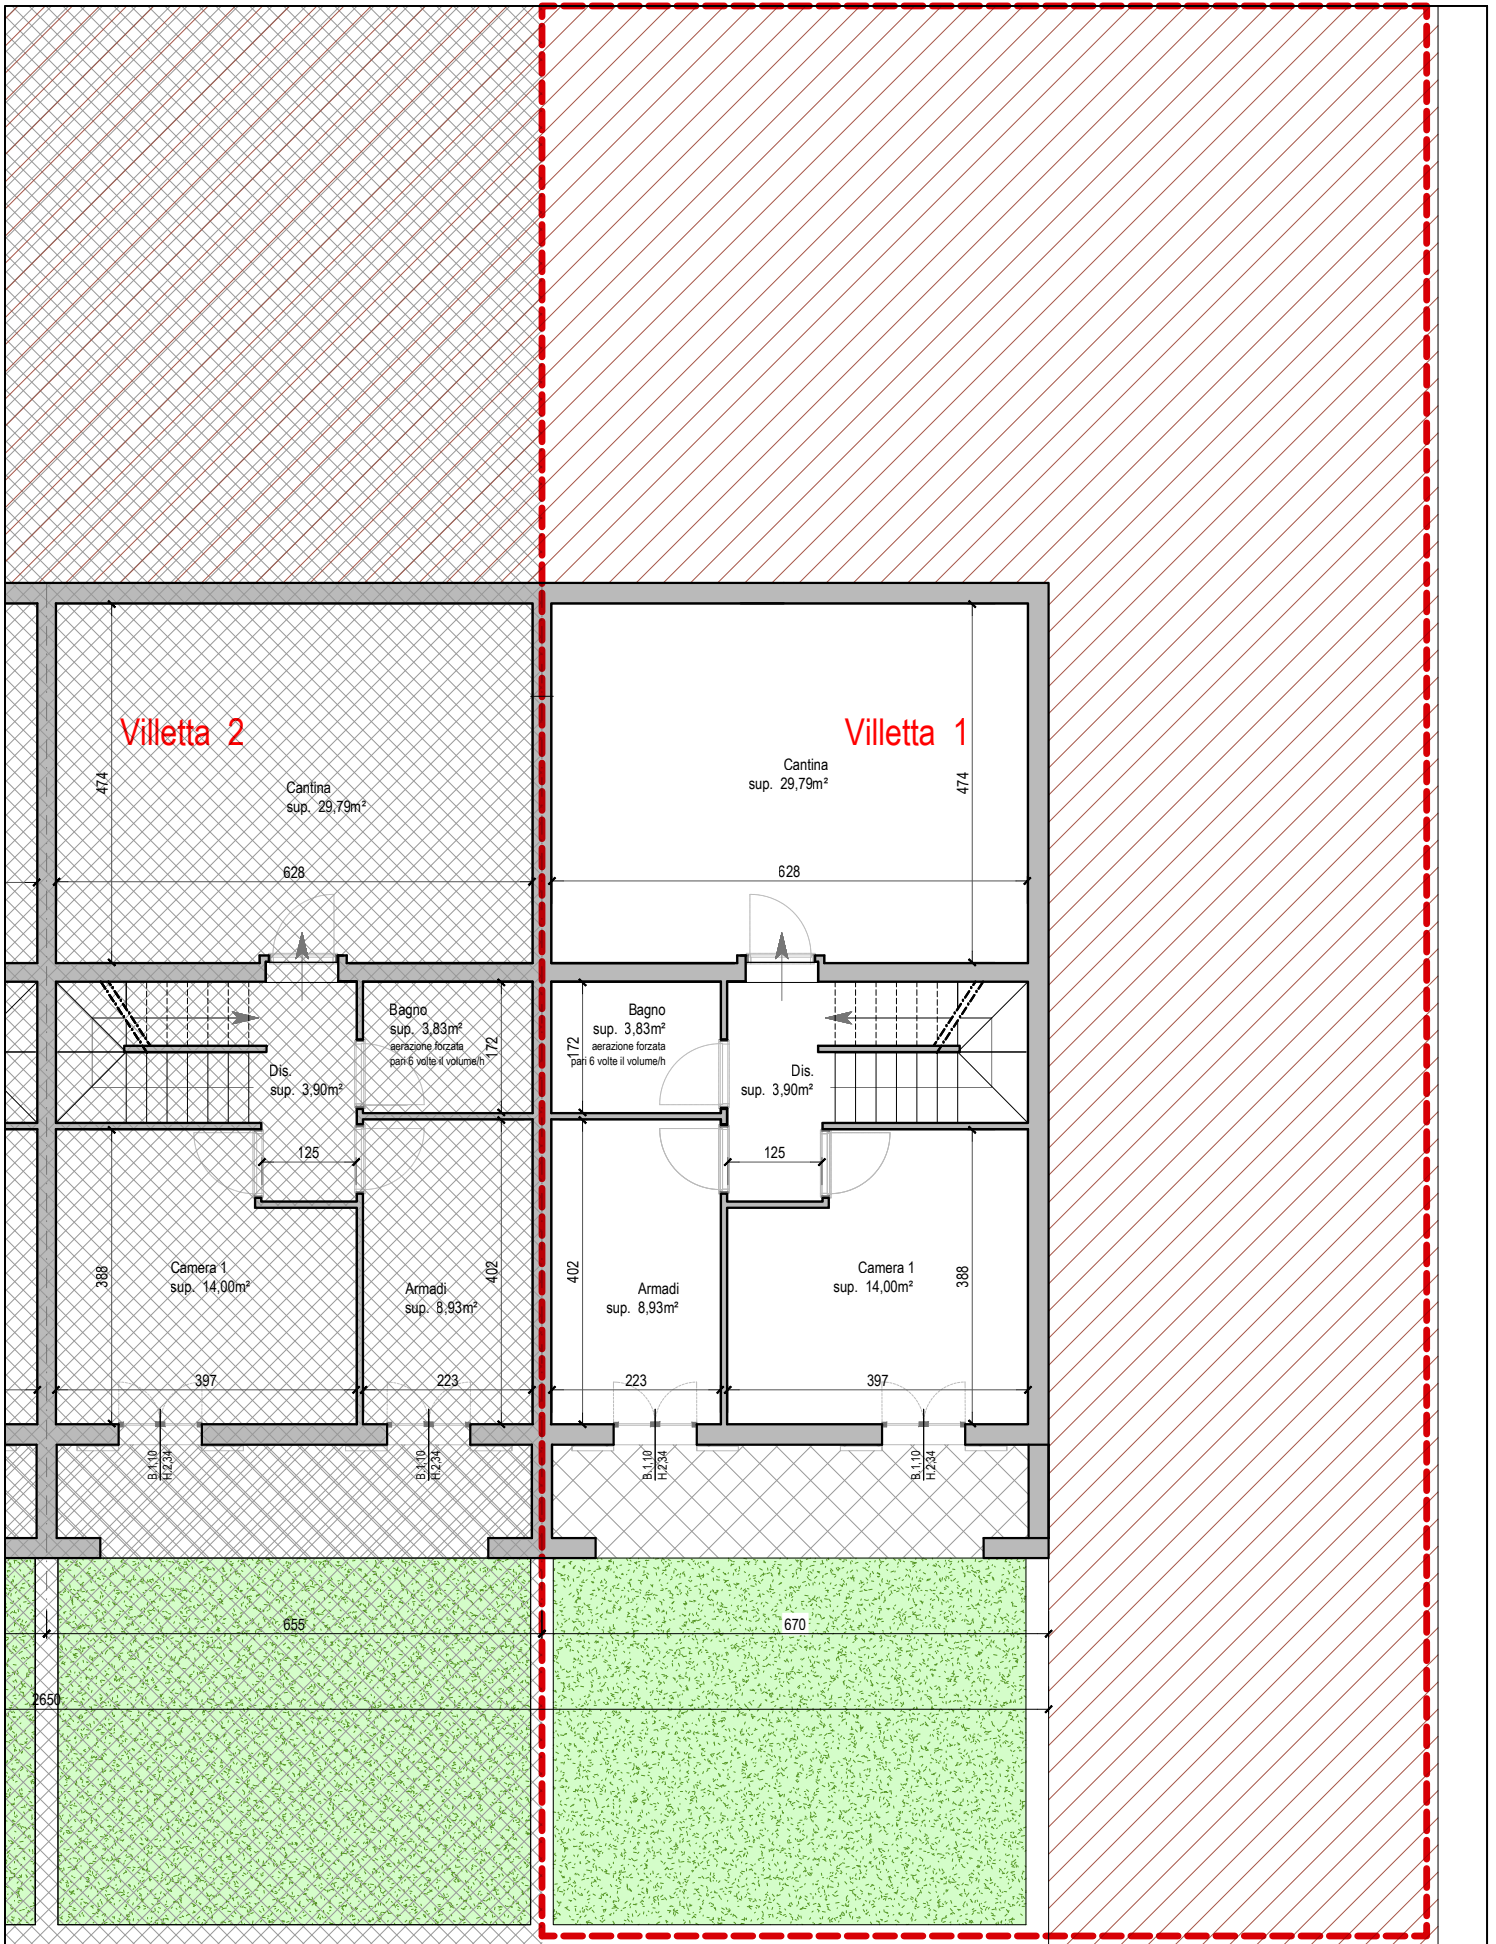 Villetta 2
Villetta 1
Cantina
sup. 29,79m²
Cantina
sup. 29,79m²
474
474
628
628
Bagno
sup. 3,83m²
aerazione forzata
pari 6 volte il volume/h
172
Bagno
sup. 3,83m²
aerazione forzata
pari 6 volte il volume/h
172
Dis.
sup. 3,90m²
Dis.
sup. 3,90m²
125
125
Camera 1
sup. 14,00m²
388
Armadi
sup. 8,93m²
402
402
Armadi
sup. 8,93m²
Camera 1
sup. 14,00m²
388
397
223
223
397
B.1,10
H.2,34
B.1,10
H.2,34
B.1,10
H.2,34
B.1,10
H.2,34
655
670
2650